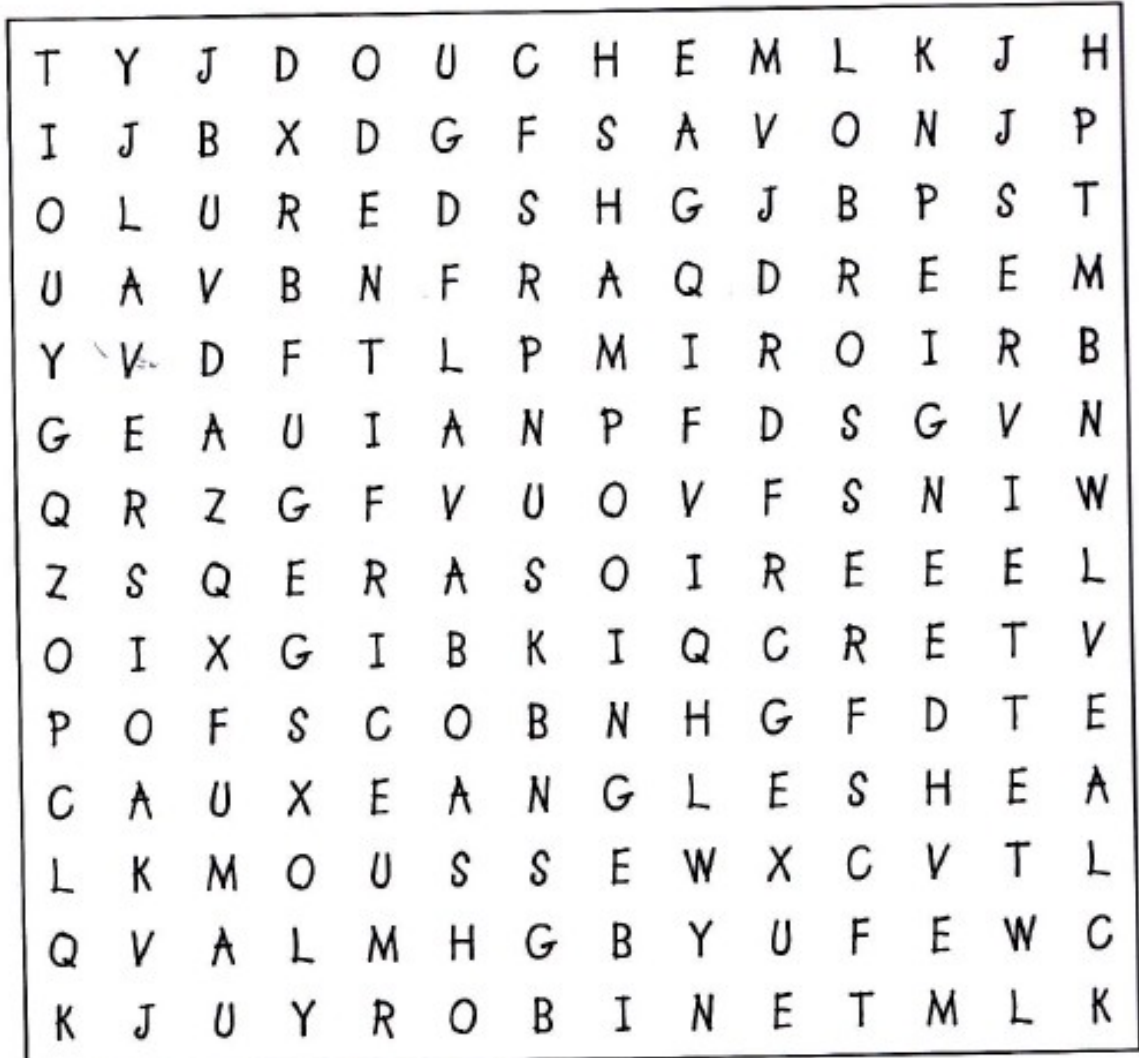 T Y J D O U C H E M L K J H
I J B X D G F S A V O N J P
O L U R E D S H G J B P S T
U A V B N F R A Q D R E E M
Y V D F T L P M I R O I R B
G E A U I A N P F D S G V N
Q R Z G F V U O V F S N I W
Z S Q E R A S O I R E E E L
O I X G I B K I Q C R E T V
P O F S C O B N H G F D T E
C A U X E A N G L E S H E A
L K M O U S S E W X C V T L
Q V A L M H G B Y U F E W C
K J U Y R O B I N E T M L K